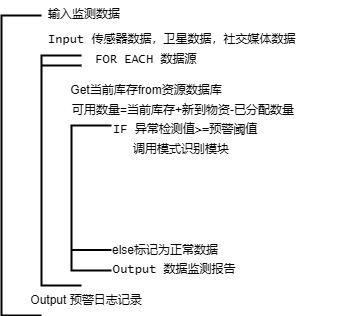 输入监测数据
Input 传感器数据，卫星数据，社交媒体数据
FOR EACH 数据源
Get当前库存from资源数据库
可用数量=当前库存+新到物资-已分配数量
IF 异常检测值>=预警阈值
调用模式识别模块
else标记为正常数据
Output 数据监测报告
Output 预警日志记录